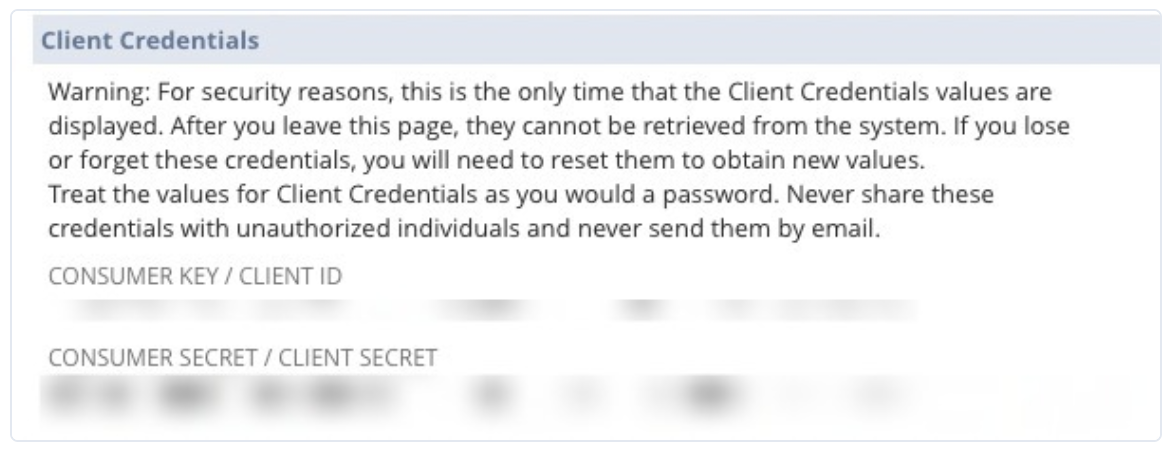 Client Credentials
Warning: For security reasons, this is the only time that the Client Credentials values are
displayed. After you leave this page, they cannot be retrieved from the system. If you lose
or forget these credentials, you will need to reset them to obtain new values.
Treat the values for Client Credentials as you would a password. Never share these
credentials with unauthorized individuals and never send them by email.
CONSUMER KEY / CLIENT ID
CONSUMER SECRET / CLIENT SECRET